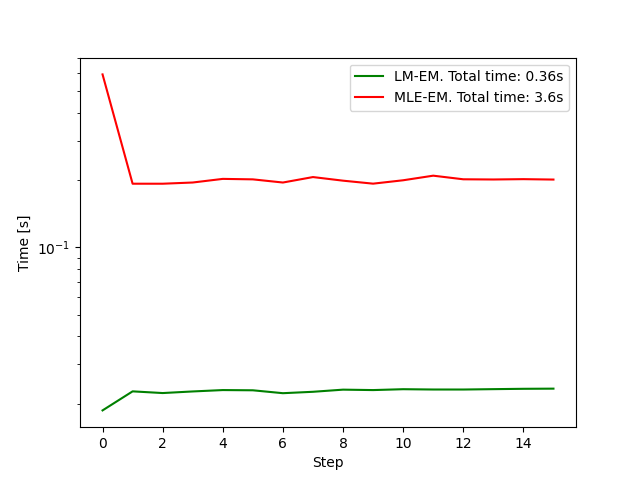 LM-EM. Total time: 0.36s
MLE-EM. Total time: 3.6s
Time [s]
10⁻¹
0 2 4 6 8 10 12 14
Step